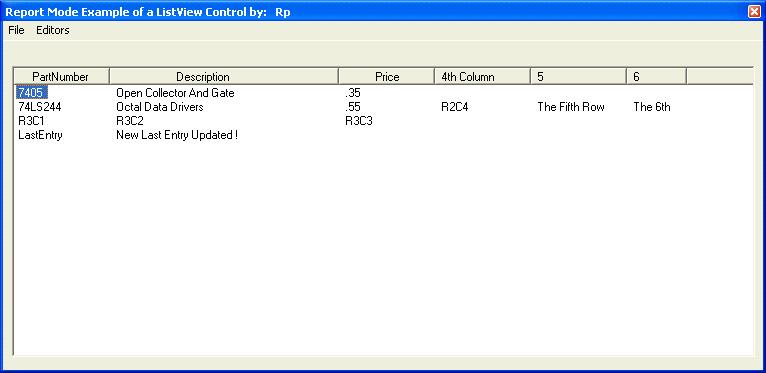 Report Mode Example of a ListView Control by: Rp
File Editors
PartNumber Description Price 4th Column 5 6
7405 Open Collector And Gate .35
74LS244 Octal Data Drivers .55 R2C4 The Fifth Row The 6th
R3C1 R3C2 R3C3
LastEntry New Last Entry Updated !